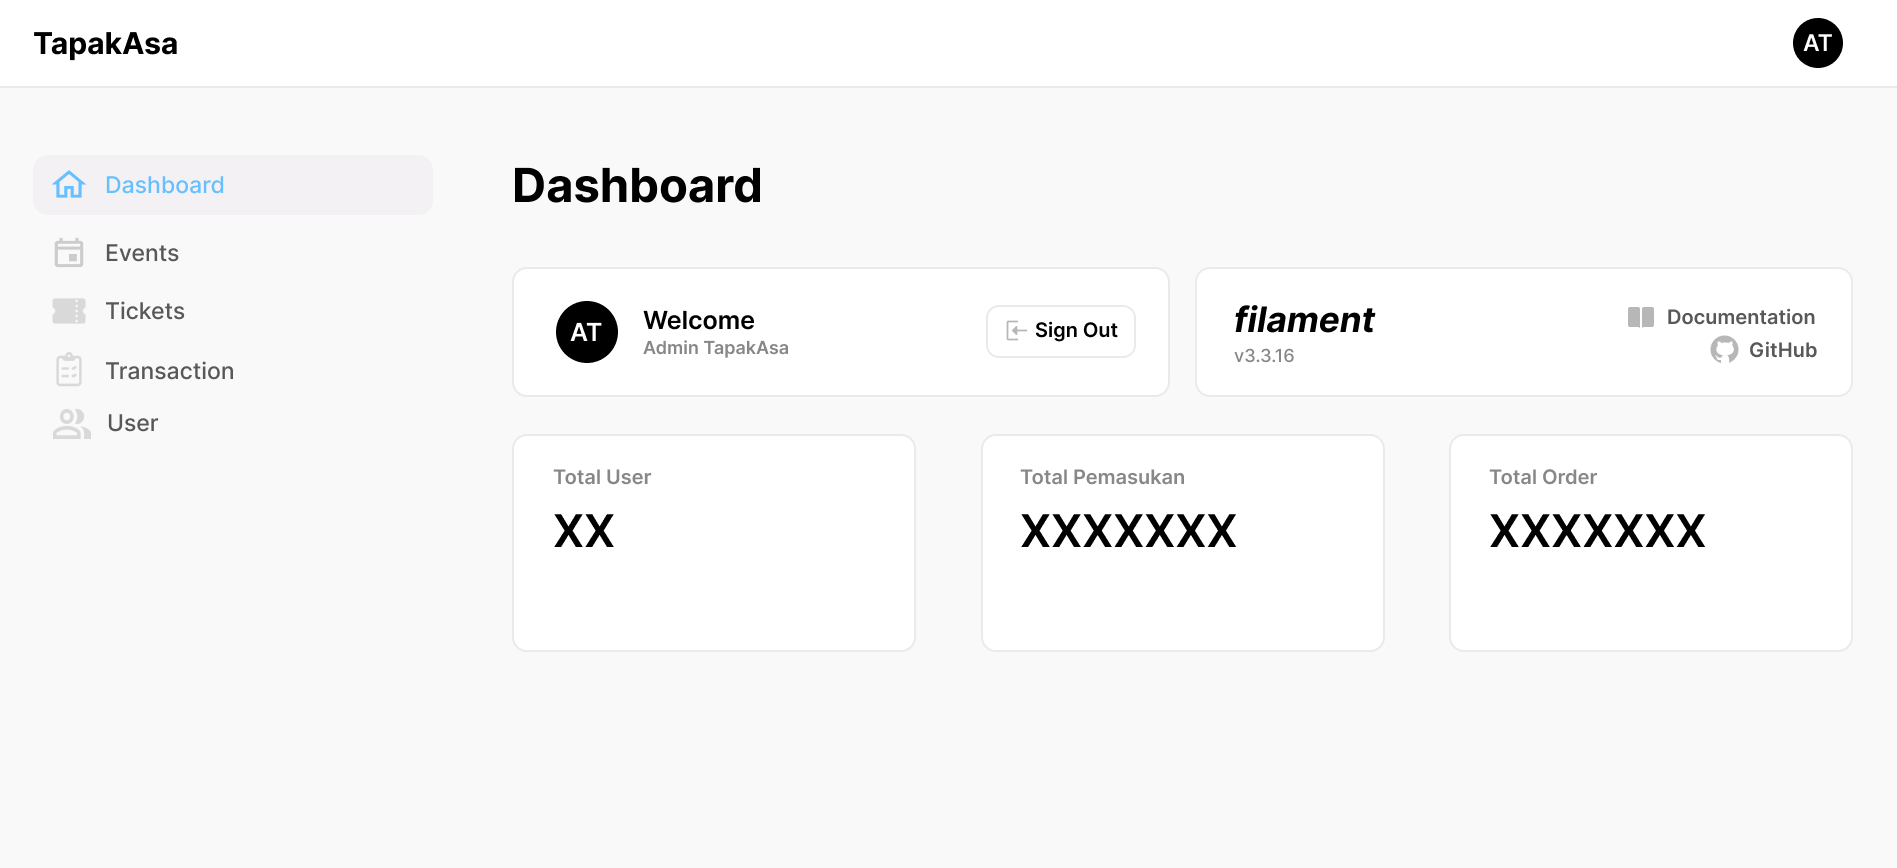 TapakAsa
AT
Dashboard
Events
Tickets
Transaction
User
Dashboard
AT
Welcome
Admin TapakAsa
Sign Out
filament
v3.3.16
Documentation
GitHub
Total User
XX
Total Pemasukan
XXXXXXX
Total Order
XXXXXXX